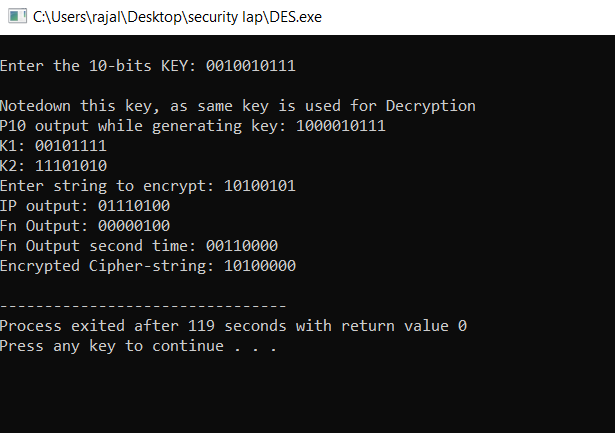 C:\Users\rajal\Desktop\security lap\DES.exe
Enter the 10-bits KEY: 0010010111
Notedown this key, as same key is used for Decryption
P10 output while generating key: 1000010111
K1: 00101111
K2: 11101010
Enter string to encrypt: 10100101
IP output: 01110100
Fn Output: 00000100
Fn Output second time: 00110000
Encrypted Cipher-string: 10100000
--------------------------------
Process exited after 119 seconds with return value 0
Press any key to continue . . .